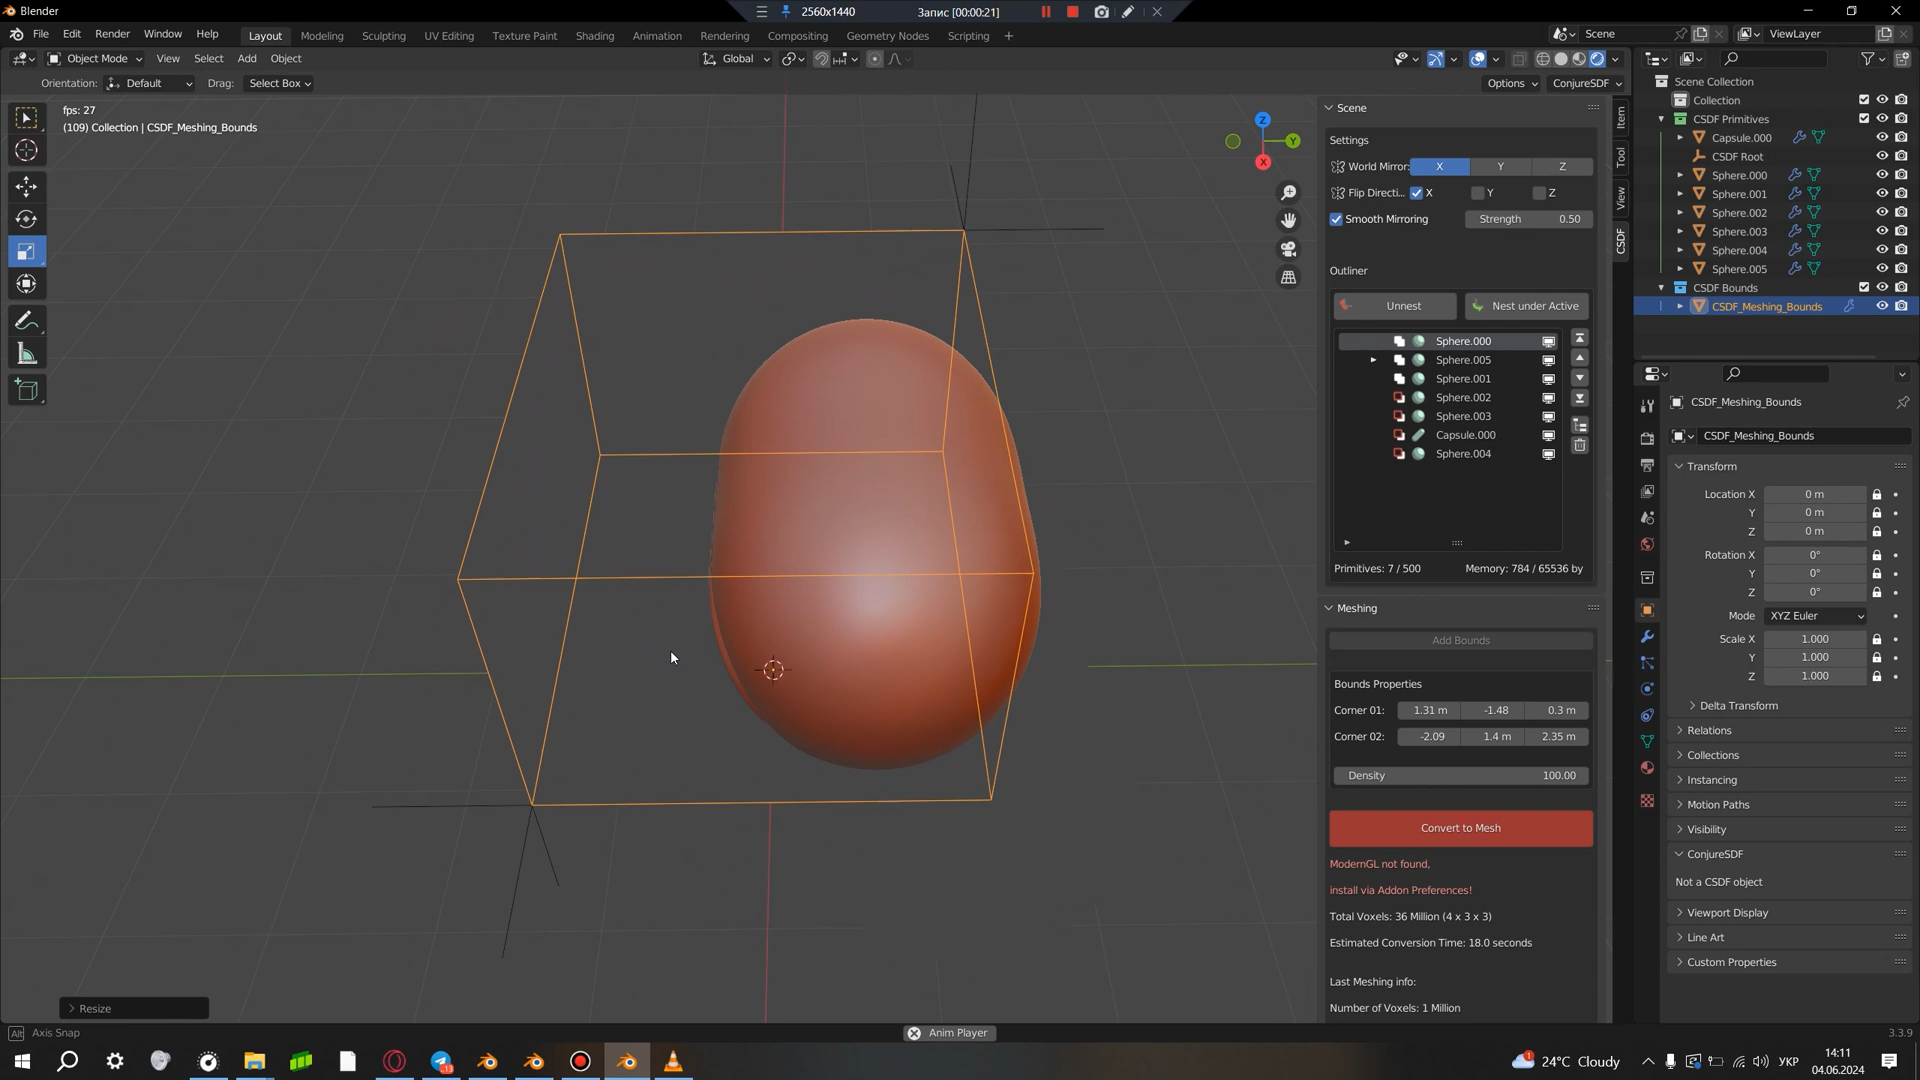 Blender
2560x1440
Запис [00:00:21]
File Edit Render Window Help
Layout Modeling Sculpting UV Editing Texture Paint Shading Animation Rendering Compositing Geometry Nodes Scripting +
Scene
ViewLayer
Object Mode View Select Add Object
Global
Orientation: Default Drag: Select Box
Options ConjureSDF
fps: 27
(109) Collection | CSDF_Meshing_Bounds
Z
Y
X
Scene
Settings
World Mirror: X Y Z
Flip Directi... X Y Z
Smooth Mirroring Strength 0.50
Outliner
Unnest Nest under Active
Sphere.000
Sphere.005
Sphere.001
Sphere.002
Sphere.003
Capsule.000
Sphere.004
Primitives: 7 / 500 Memory: 784 / 65536 by
Meshing
Add Bounds
Bounds Properties
Corner 01: 1.31 m -1.48 0.3 m
Corner 02: -2.09 1.4 m 2.35 m
Density 100.00
Convert to Mesh
ModernGL not found,
install via Addon Preferences!
Total Voxels: 36 Million (4 x 3 x 3)
Estimated Conversion Time: 18.0 seconds
Last Meshing info:
Number of Voxels: 1 Million
Item
Tool
View
CSDF
Scene Collection
Collection
CSDF Primitives
Capsule.000
CSDF Root
Sphere.000
Sphere.001
Sphere.002
Sphere.003
Sphere.004
Sphere.005
CSDF Bounds
CSDF_Meshing_Bounds
CSDF_Meshing_Bounds
CSDF_Meshing_Bounds
Transform
Location X 0 m
Y 0 m
Z 0 m
Rotation X 0°
Y 0°
Z 0°
Mode XYZ Euler
Scale X 1.000
Y 1.000
Z 1.000
Delta Transform
Relations
Collections
Instancing
Motion Paths
Visibility
ConjureSDF
Not a CSDF object
Viewport Display
Line Art
Custom Properties
Resize
Alt Axis Snap
Anim Player
3.3.9
24°C Cloudy
УКР
14:11
04.06.2024